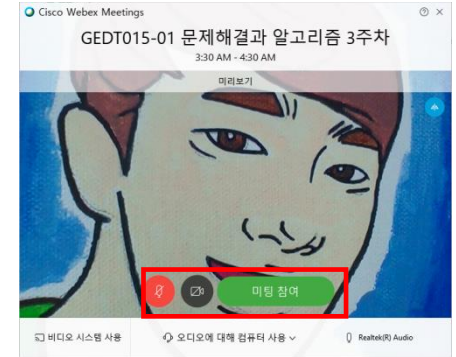 Cisco Webex Meetings
GEDT015-01 문제해결과 알고리즘 3주차
3:30 AM - 4:30 AM
미리보기
미팅 참여
비디오 시스템 사용
오디오에 대해 컴퓨터 사용
Realtek(R) Audio